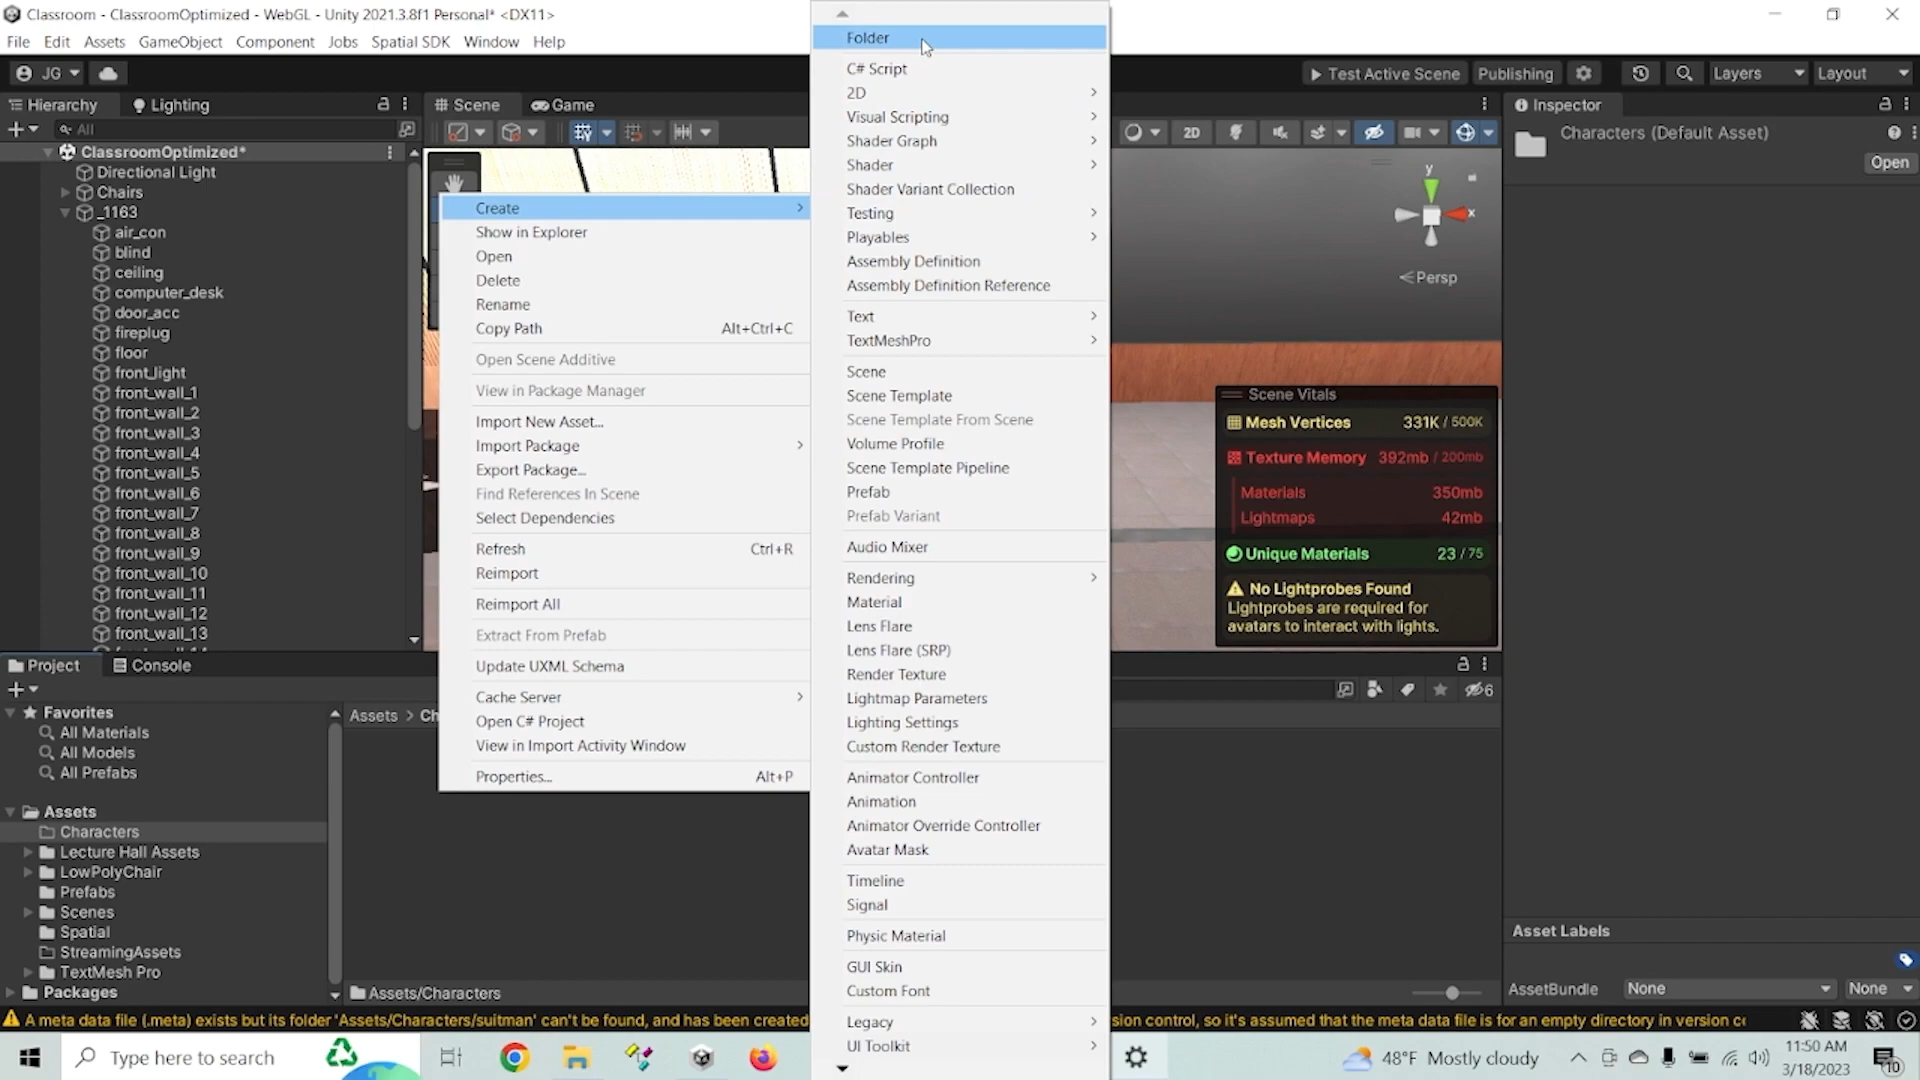 Classroom - ClassroomOptimized - WebGL - Unity 2021.3.8f1 Personal* <DX11>
File Edit Assets GameObject Component Jobs Spatial SDK Window Help
JG
Test Active Scene Publishing Layers Layout
Hierarchy Lighting
Scene Game
Inspector
All
2D
Characters (Default Asset)
Open
ClassroomOptimized*
Directional Light
Chairs
_1163
air_con
blind
ceiling
computer_desk
door_acc
fireplug
floor
front_light
front_wall_1
front_wall_2
front_wall_3
front_wall_4
front_wall_5
front_wall_6
front_wall_7
front_wall_8
front_wall_9
front_wall_10
front_wall_11
front_wall_12
front_wall_13
Create
Show in Explorer
Open
Delete
Rename
Copy Path Alt+Ctrl+C
Open Scene Additive
View in Package Manager
Import New Asset...
Import Package
Export Package...
Find References In Scene
Select Dependencies
Refresh Ctrl+R
Reimport
Reimport All
Extract From Prefab
Update UXML Schema
Cache Server
Open C# Project
View in Import Activity Window
Properties... Alt+P
Folder
C# Script
2D
Visual Scripting
Shader Graph
Shader
Shader Variant Collection
Testing
Playables
Assembly Definition
Assembly Definition Reference
Text
TextMeshPro
Scene
Scene Template
Scene Template From Scene
Volume Profile
Scene Template Pipeline
Prefab
Prefab Variant
Audio Mixer
Rendering
Material
Lens Flare
Lens Flare (SRP)
Render Texture
Lightmap Parameters
Lighting Settings
Custom Render Texture
Animator Controller
Animation
Animator Override Controller
Avatar Mask
Timeline
Signal
Physic Material
GUI Skin
Custom Font
Legacy
UI Toolkit
y
x
<Persp
Scene Vitals
Mesh Vertices 331K / 500K
Texture Memory 392mb / 200mb
Materials 350mb
Lightmaps 42mb
Unique Materials 23 / 75
No Lightprobes Found
Lightprobes are required for
avatars to interact with lights.
Project Console
6
Favorites
All Materials
All Models
All Prefabs
Assets
Characters
Lecture Hall Assets
LowPolyChair
Prefabs
Scenes
Spatial
StreamingAssets
TextMesh Pro
Packages
Assets > Ch
Assets/Characters
Asset Labels
AssetBundle None None
A meta data file (.meta) exists but its folder 'Assets/Characters/suitman' can't be found, and has been created
sion control, so it's assumed that the meta data file is for an empty directory in version co
Type here to search
48°F Mostly cloudy
11:50 AM
3/18/2023
10